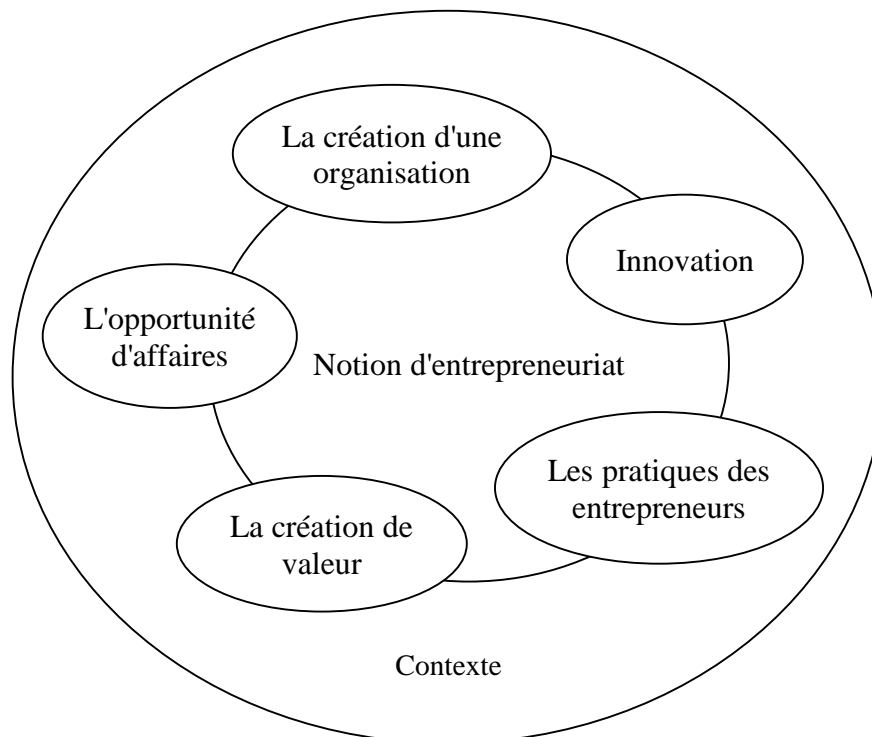 La création d'une
organisation
Innovation
L'opportunité
d'affaires
Notion d'entrepreneuriat
Les pratiques des
entrepreneurs
La création de
valeur
Contexte